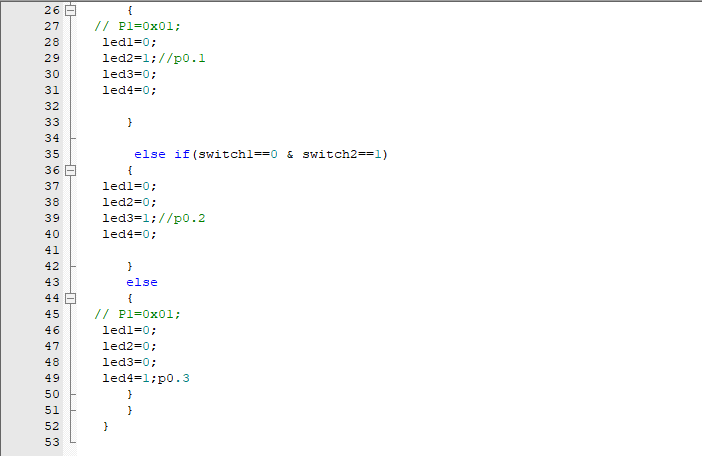 26 {
27 // P1=0x01;
28 led1=0;
29 led2=1;//p0.1
30 led3=0;
31 led4=0;
32
33 }
34
35 else if(switch1==0 & switch2==1)
36 {
37 led1=0;
38 led2=0;
39 led3=1;//p0.2
40 led4=0;
41
42 }
43 else
44 {
45 // P1=0x01;
46 led1=0;
47 led2=0;
48 led3=0;
49 led4=1;p0.3
50 }
51 }
52 }
53